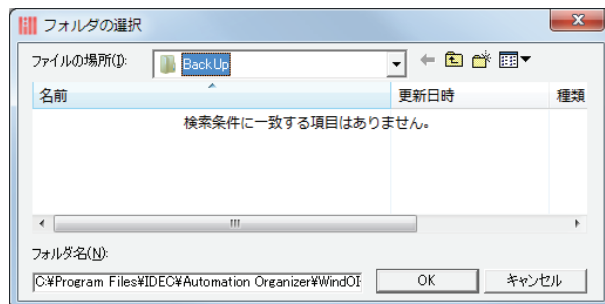 フォルダの選択
ファイルの場所(I):
BackUp
名前
更新日時
種類
検索条件に一致する項目はありません。
フォルダ名(N):
C:¥Program Files¥IDEC¥Automation Organizer¥WindOI-
OK
キャンセル